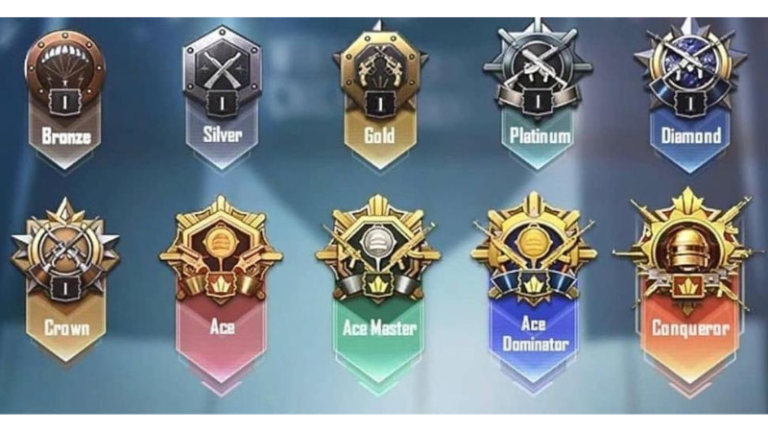 I
Bronze
I
Silver
I
Gold
I
Platinum
I
Diamond
I
Crown
Ace
Ace Master
Ace
Dominator
Conqueror